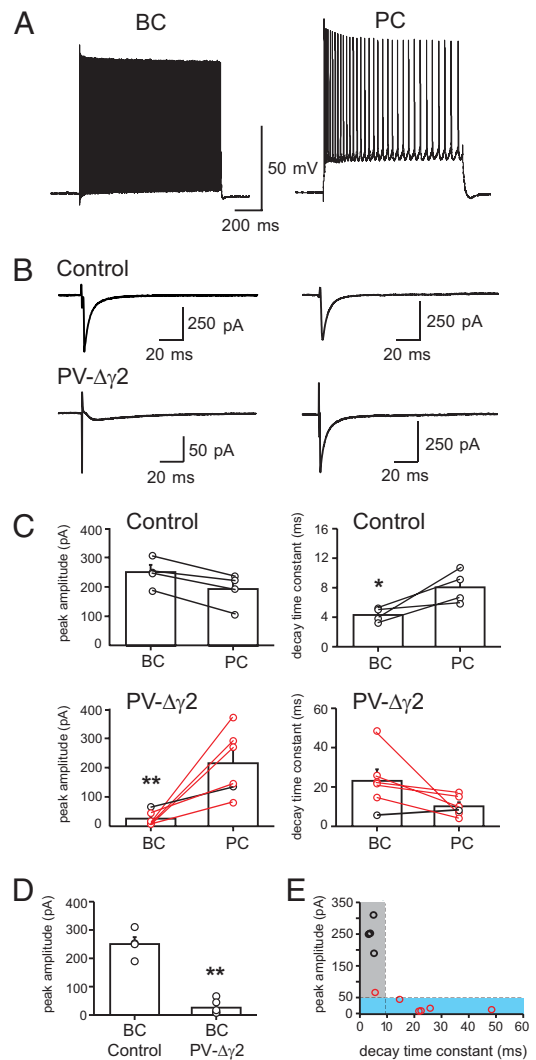 A
BC
PC
50 mV
200 ms
B
Control
250 pA
20 ms
250 pA
20 ms
PV-Δγ2
50 pA
20 ms
250 pA
20 ms
C
Control
peak amplitude (pA)
400
300
200
100
0
BC
PC
Control
decay time constant (ms)
16
12
8
4
0
*
BC
PC
PV-Δγ2
peak amplitude (pA)
400
300
200
100
0
**
BC
PC
PV-Δγ2
decay time constant (ms)
60
40
20
0
BC
PC
D
peak amplitude (pA)
400
300
200
100
0
**
BC
Control
BC
PV-Δγ2
E
peak amplitude (pA)
350
250
150
50
0
0 10 20 30 40 50 60
decay time constant (ms)